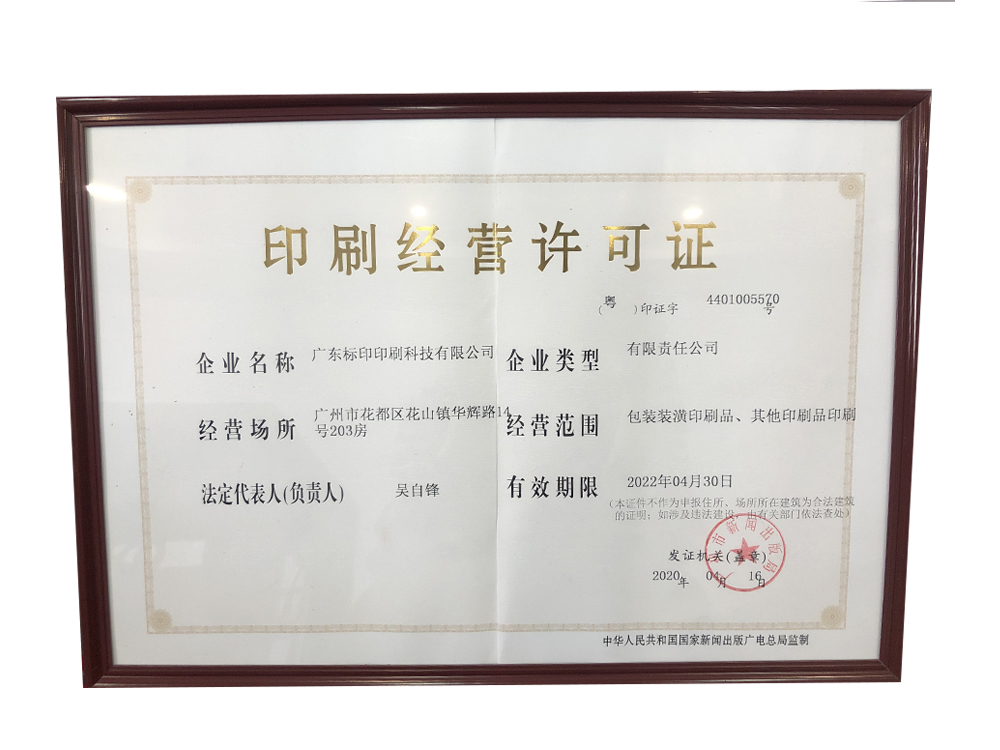 印刷经营许可证
(粤)印证字 4401005570 号
企业名称 广东标印印刷科技有限公司
企业类型 有限责任公司
经营场所 广州市花都区花山镇华辉路14
号203房
经营范围 包装装潢印刷品、其他印刷品印刷
法定代表人(负责人) 吴自锋
有效期限 2022年04月30日
(本证件不作为申报住所、场所所在建筑为合法建筑
的证明；如涉及违法建设，由有关部门依法查处)
市新闻出版局
发证机关(盖章)
2020年 04月 16日
中华人民共和国国家新闻出版广电总局监制